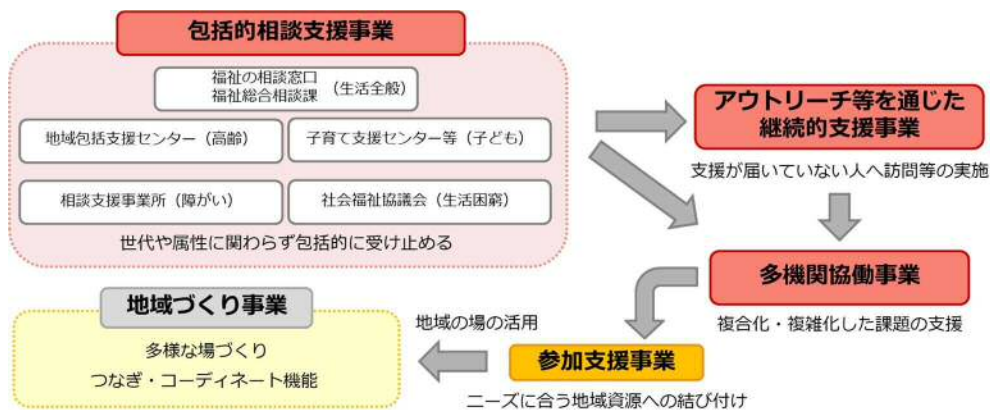 包括的相談支援事業
福祉の相談窓口
福祉総合相談課
(生活全般)
地域包括支援センター(高齢)
子育て支援センター等(子ども)
相談支援事業所(障がい)
社会福祉協議会(生活困窮)
世代や属性に関わらず包括的に受け止める
アウトリーチ等を通じた
継続的支援事業
支援が届いていない人へ訪問等の実施
多機関協働事業
複合化・複雑化した課題の支援
参加支援事業
ニーズに合う地域資源への結び付け
地域の場の活用
地域づくり事業
多様な場づくり
つなぎ・コーディネート機能